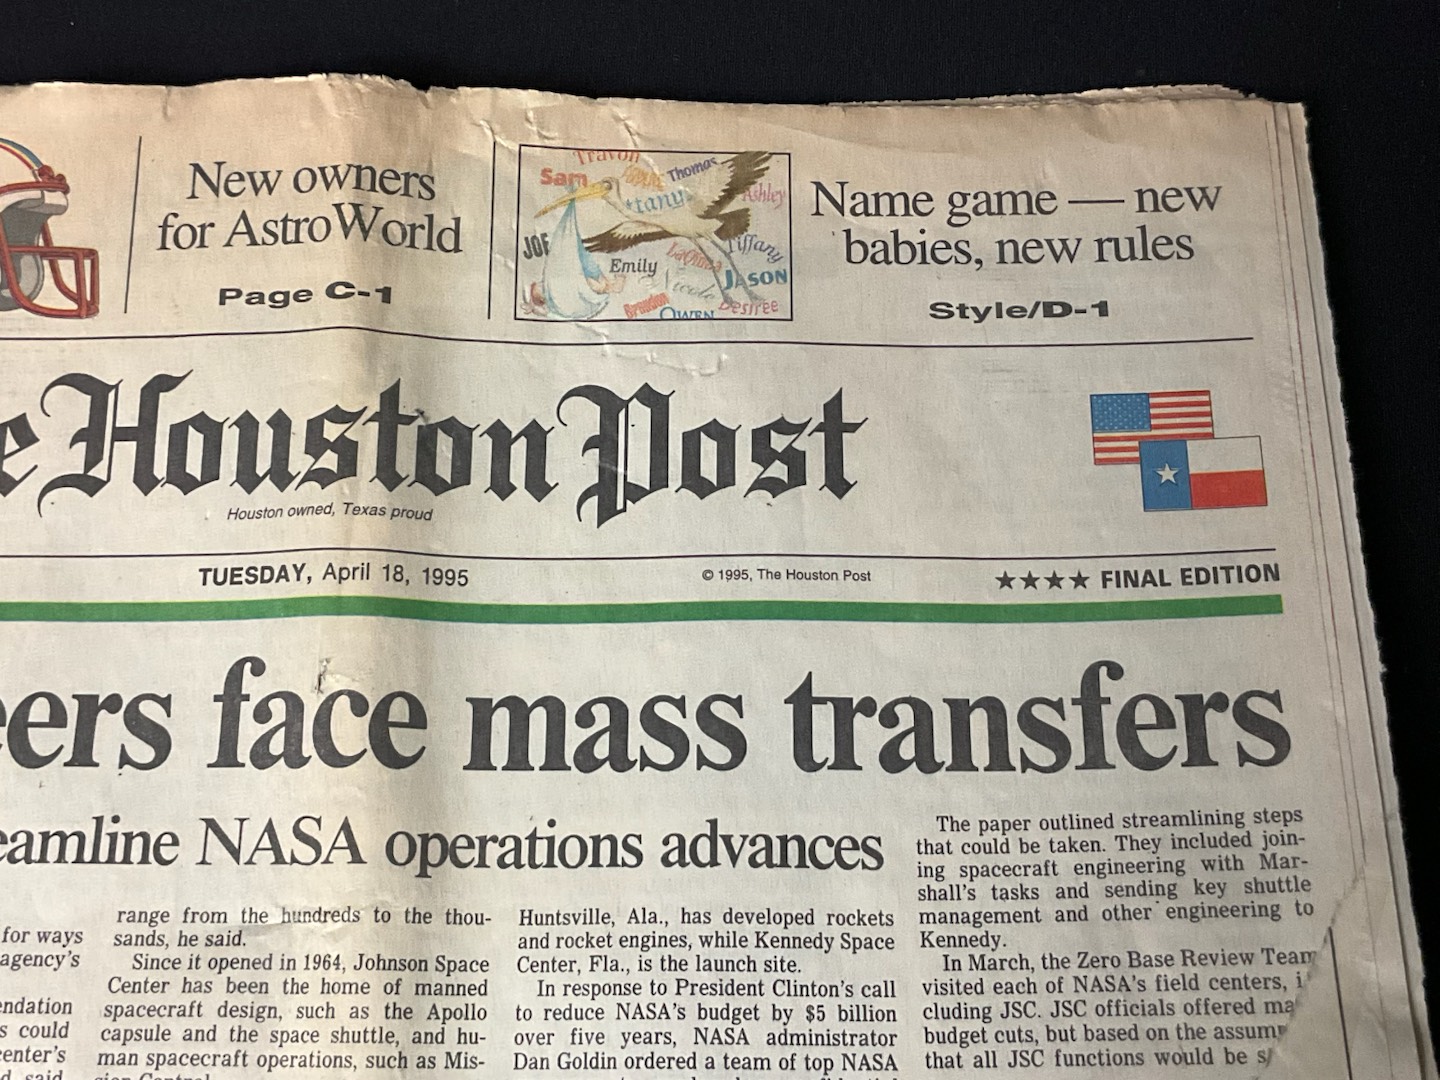 New owners
for AstroWorld
Page C-1
Travon
Sam
Thomas
Ashley
JOE
Emily
Tiffany
JASON
Nicole
Brandon
OWEN
Desiree
Name game — new
babies, new rules
Style/D-1
e Houston Post
Houston owned, Texas proud
TUESDAY, April 18, 1995
© 1995, The Houston Post
★★★★ FINAL EDITION
eers face mass transfers
eamline NASA operations advances
for ways
agency's
endation
s could
center's
d said
range from the hundreds to the thou-
sands, he said.
Since it opened in 1964, Johnson Space
Center has been the home of manned
spacecraft design, such as the Apollo
capsule and the space shuttle, and hu-
man spacecraft operations, such as Mis-
sion Control
Huntsville, Ala., has developed rockets
and rocket engines, while Kennedy Space
Center, Fla., is the launch site.
In response to President Clinton's call
to reduce NASA's budget by $5 billion
over five years, NASA administrator
Dan Goldin ordered a team of top NASA
The paper outlined streamlining steps
that could be taken. They included join-
ing spacecraft engineering with Mar-
shall's tasks and sending key shuttle
management and other engineering to
Kennedy.
In March, the Zero Base Review Team
visited each of NASA's field centers, i
cluding JSC. JSC officials offered ma
budget cuts, but based on the assum
that all JSC functions would be s